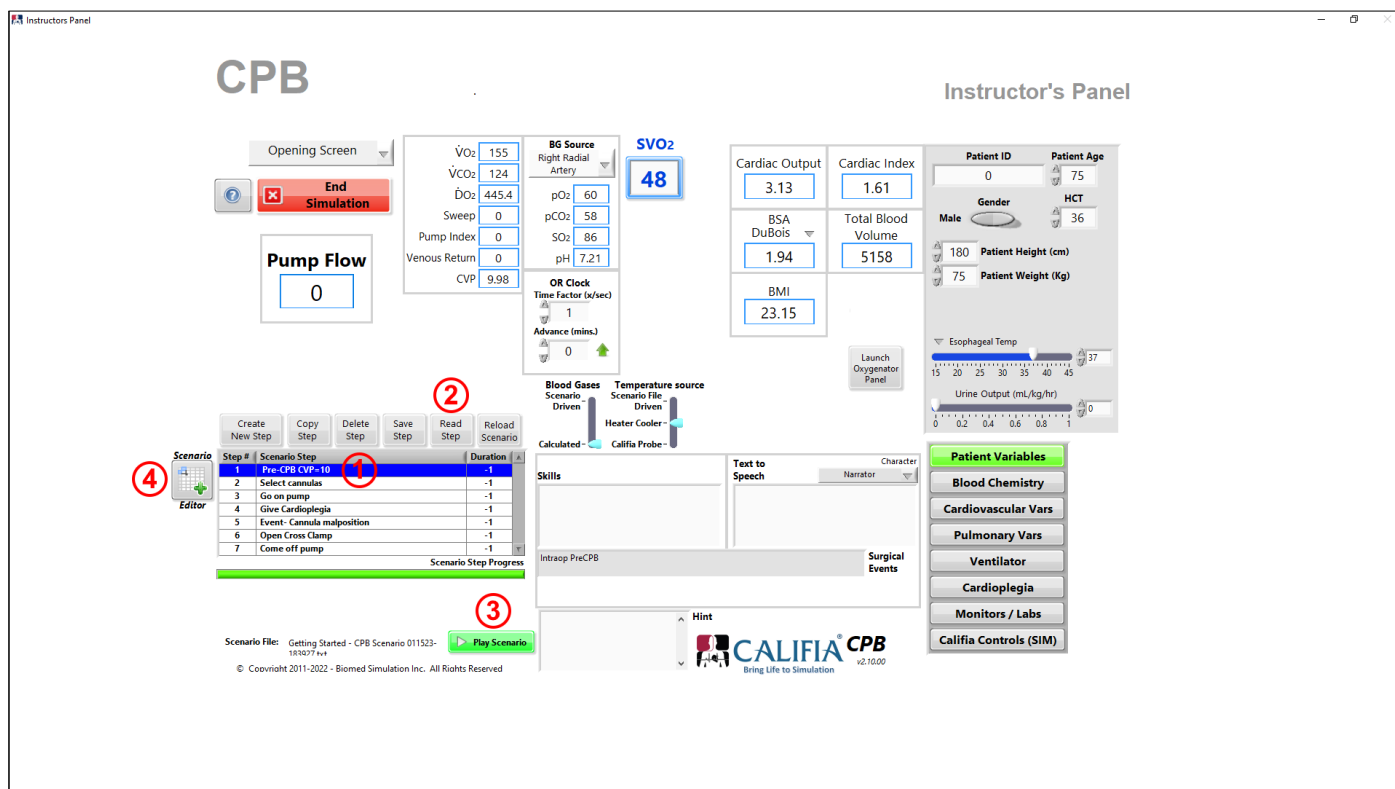 Instructors Panel
CPB
Instructor's Panel
Opening Screen
End
Simulation
Pump Flow
0
V̇O2 155
V̇CO2 124
ḊO2 445.4
Sweep 0
Pump Index 0
Venous Return 0
CVP 9.98
BG Source
Right Radial
Artery
pO2 60
pCO2 58
SO2 86
pH 7.21
OR Clock
Time Factor (x/sec)
1
Advance (mins.)
0
SVO2
48
Cardiac Output
3.13
Cardiac Index
1.61
BSA
DuBois
1.94
Total Blood
Volume
5158
BMI
23.15
Patient ID
0
Patient Age
75
Gender
Male
HCT
36
180 Patient Height (cm)
75 Patient Weight (Kg)
Launch
Oxygenator
Panel
Esophageal Temp
37
15 20 25 30 35 40 45
Urine Output (mL/kg/hr)
0
0 0.2 0.4 0.6 0.8 1
Blood Gases
Scenario
Driven
Calculated
Temperature source
Scenario File
Driven
Heater Cooler
Califia Probe
2
Create
New Step
Copy
Step
Delete
Step
Save
Step
Read
Step
Reload
Scenario
4
Scenario
Editor
Step # Scenario Step Duration
1 Pre-CPB CVP=10 -1
1
2 Select cannulas -1
3 Go on pump -1
4 Give Cardioplegia -1
5 Event- Cannula malposition -1
6 Open Cross Clamp -1
7 Come off pump -1
Scenario Step Progress
Skills
Text to
Speech
Character
Narrator
Intraop PreCPB
Surgical
Events
Patient Variables
Blood Chemistry
Cardiovascular Vars
Pulmonary Vars
Ventilator
Cardioplegia
Monitors / Labs
Califia Controls (SIM)
3
Scenario File: Getting Started - CPB Scenario 011523-
183927.txt
Play Scenario
Hint
CALIFIA® CPB
v2.10.00
Bring Life to Simulation
© Copyright 2011-2022 - Biomed Simulation Inc. All Rights Reserved